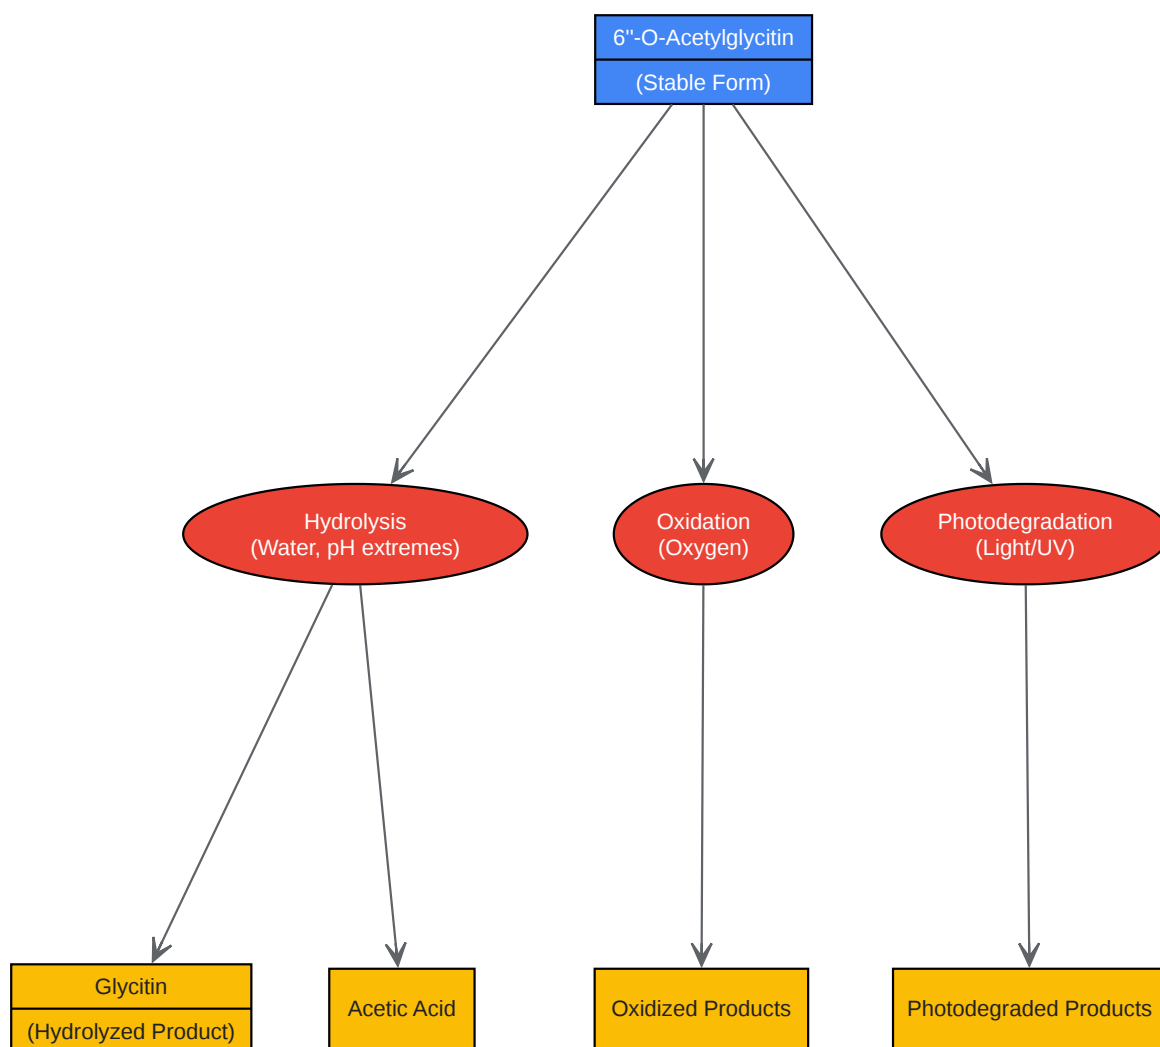 6"-O-Acetylglycitin
(Stable Form)
Hydrolysis
(Water, pH extremes)
Oxidation
(Oxygen)
Photodegradation
(Light/UV)
Glycitin
(Hydrolyzed Product)
Acetic Acid
Oxidized Products
Photodegraded Products